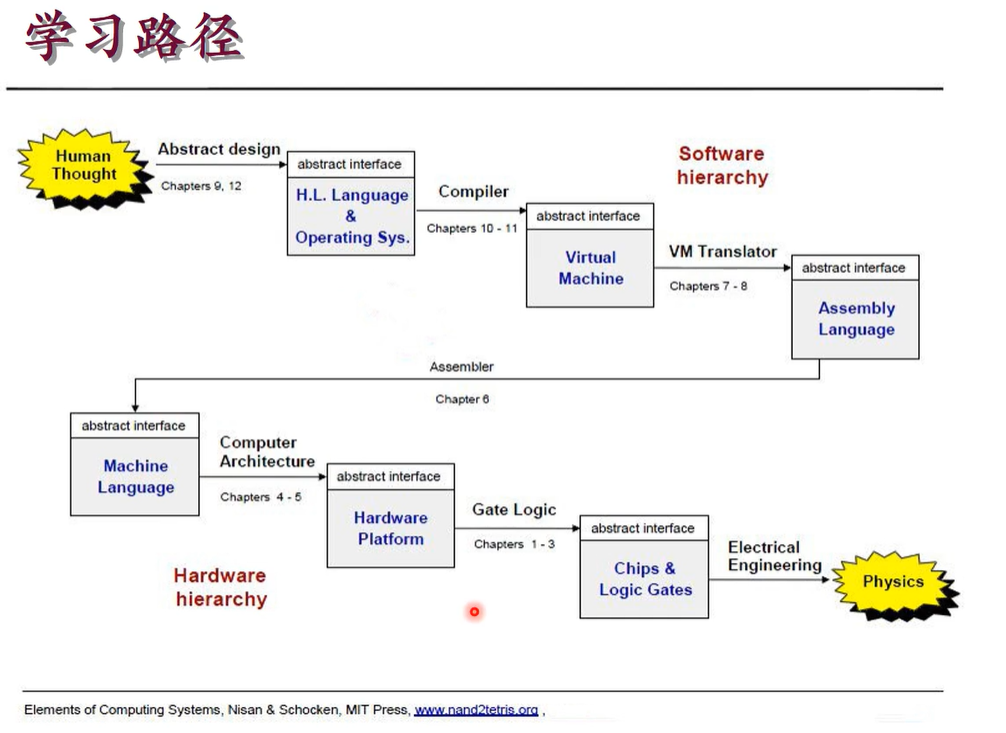 学习路径
Human
Thought
Abstract design
Chapters 9, 12
abstract interface
H.L. Language
&
Operating Sys.
Compiler
Chapters 10 - 11
abstract interface
Virtual
Machine
Software
hierarchy
VM Translator
Chapters 7 - 8
abstract interface
Assembly
Language
Assembler
Chapter 6
abstract interface
Machine
Language
Computer
Architecture
Chapters 4 - 5
abstract interface
Hardware
Platform
Gate Logic
Chapters 1 - 3
abstract interface
Chips &
Logic Gates
Electrical
Engineering
Physics
Hardware
hierarchy
Elements of Computing Systems, Nisan & Schocken, MIT Press, www.nand2tetris.org ,